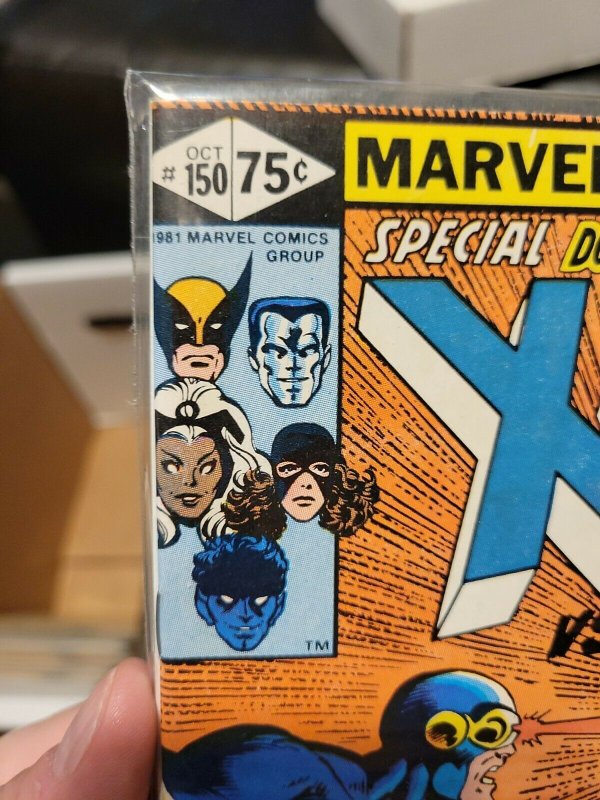 OCT
# 150 75¢
MARVEL
1981 MARVEL COMICS
GROUP
SPECIAL
X
TM